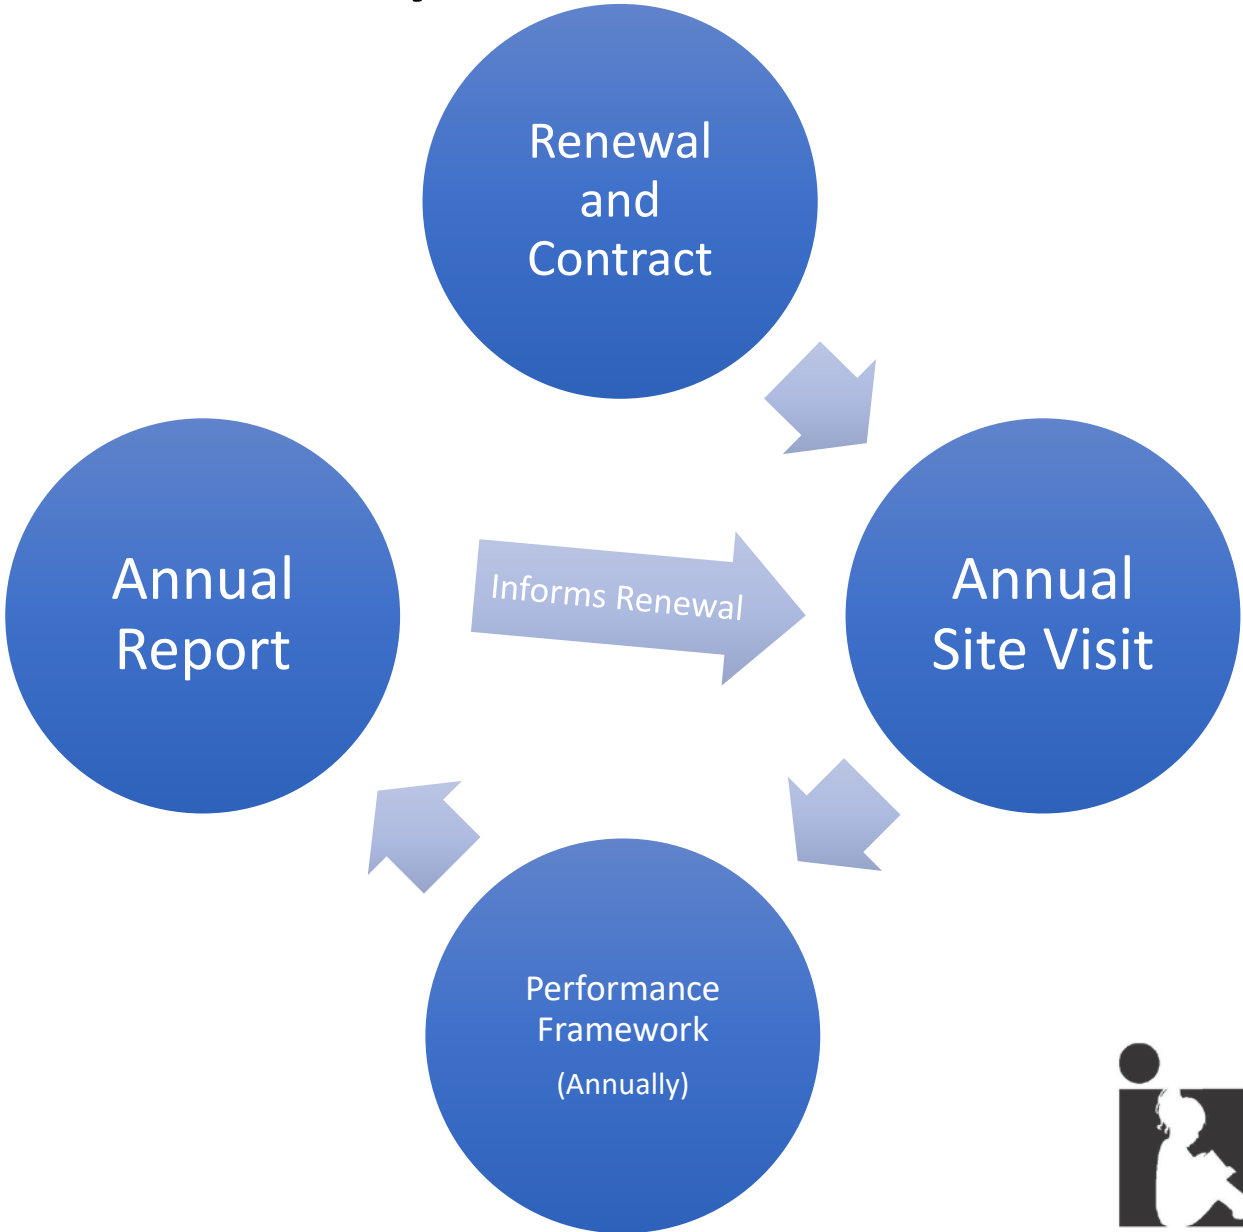 Renewal
and
Contract
Annual
Report
Informs Renewal
Annual
Site Visit
Performance
Framework
(Annually)